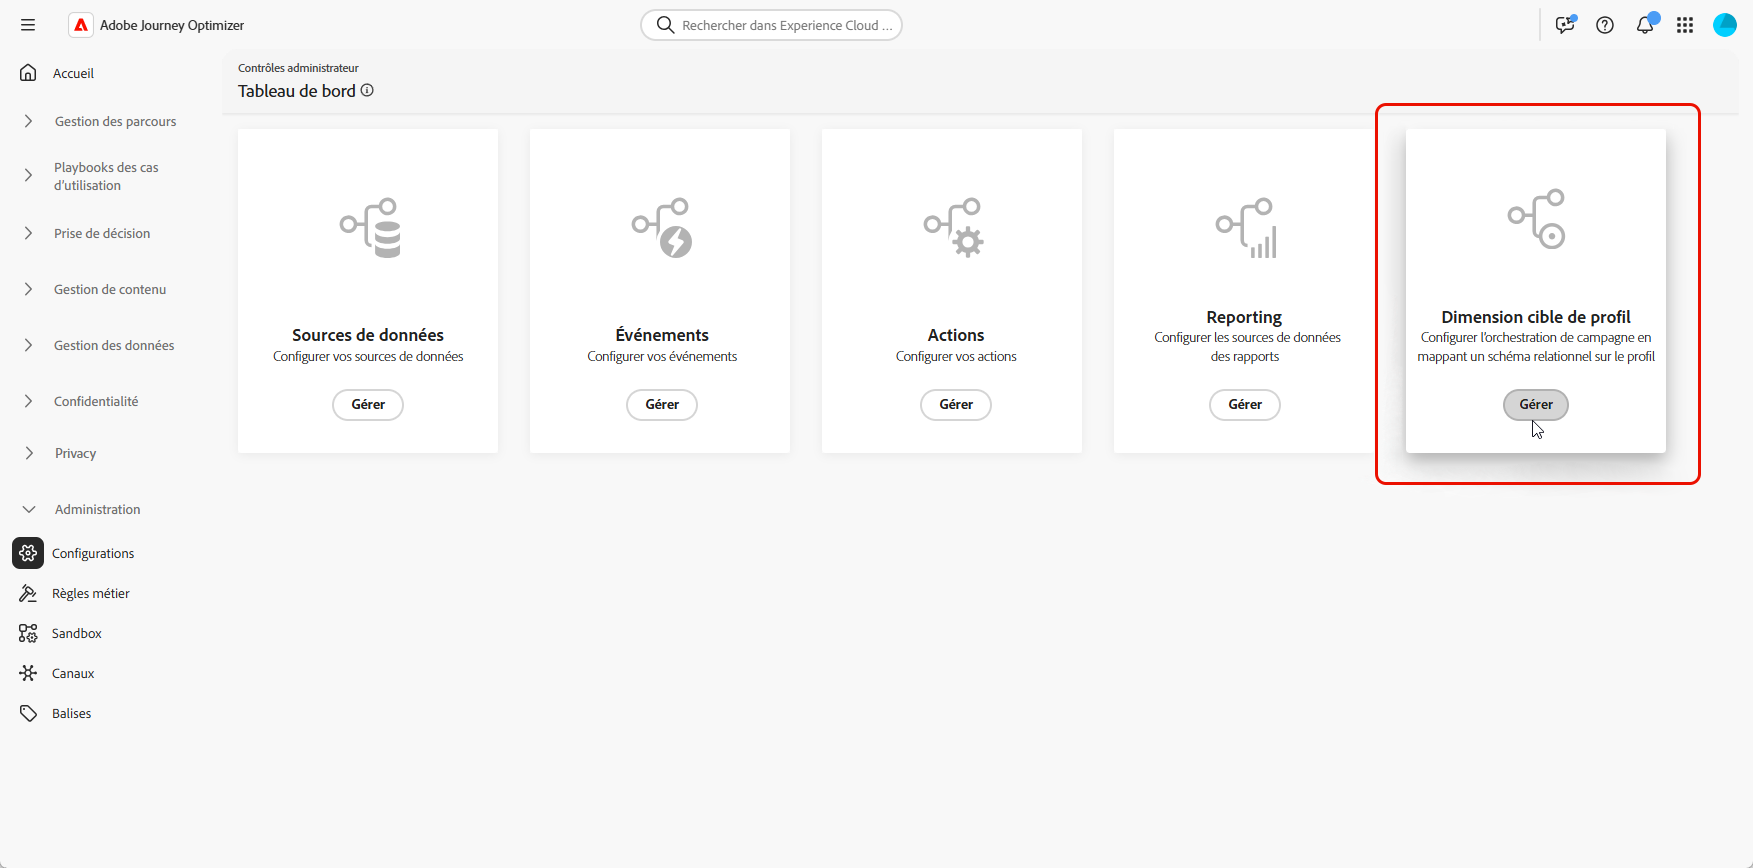 Adobe Journey Optimizer
Rechercher dans Experience Cloud ...
Accueil
Gestion des parcours
Playbooks des cas
d’utilisation
Prise de décision
Gestion de contenu
Gestion des données
Confidentialité
Privacy
Administration
Configurations
Règles métier
Sandbox
Canaux
Balises
Contrôles administrateur
Tableau de bord
Sources de données
Configurer vos sources de données
Gérer
Événements
Configurer vos événements
Gérer
Actions
Configurer vos actions
Gérer
Reporting
Configurer les sources de données
des rapports
Gérer
Dimension cible de profil
Configurer l’orchestration de campagne en
mappant un schéma relationnel sur le profil
Gérer